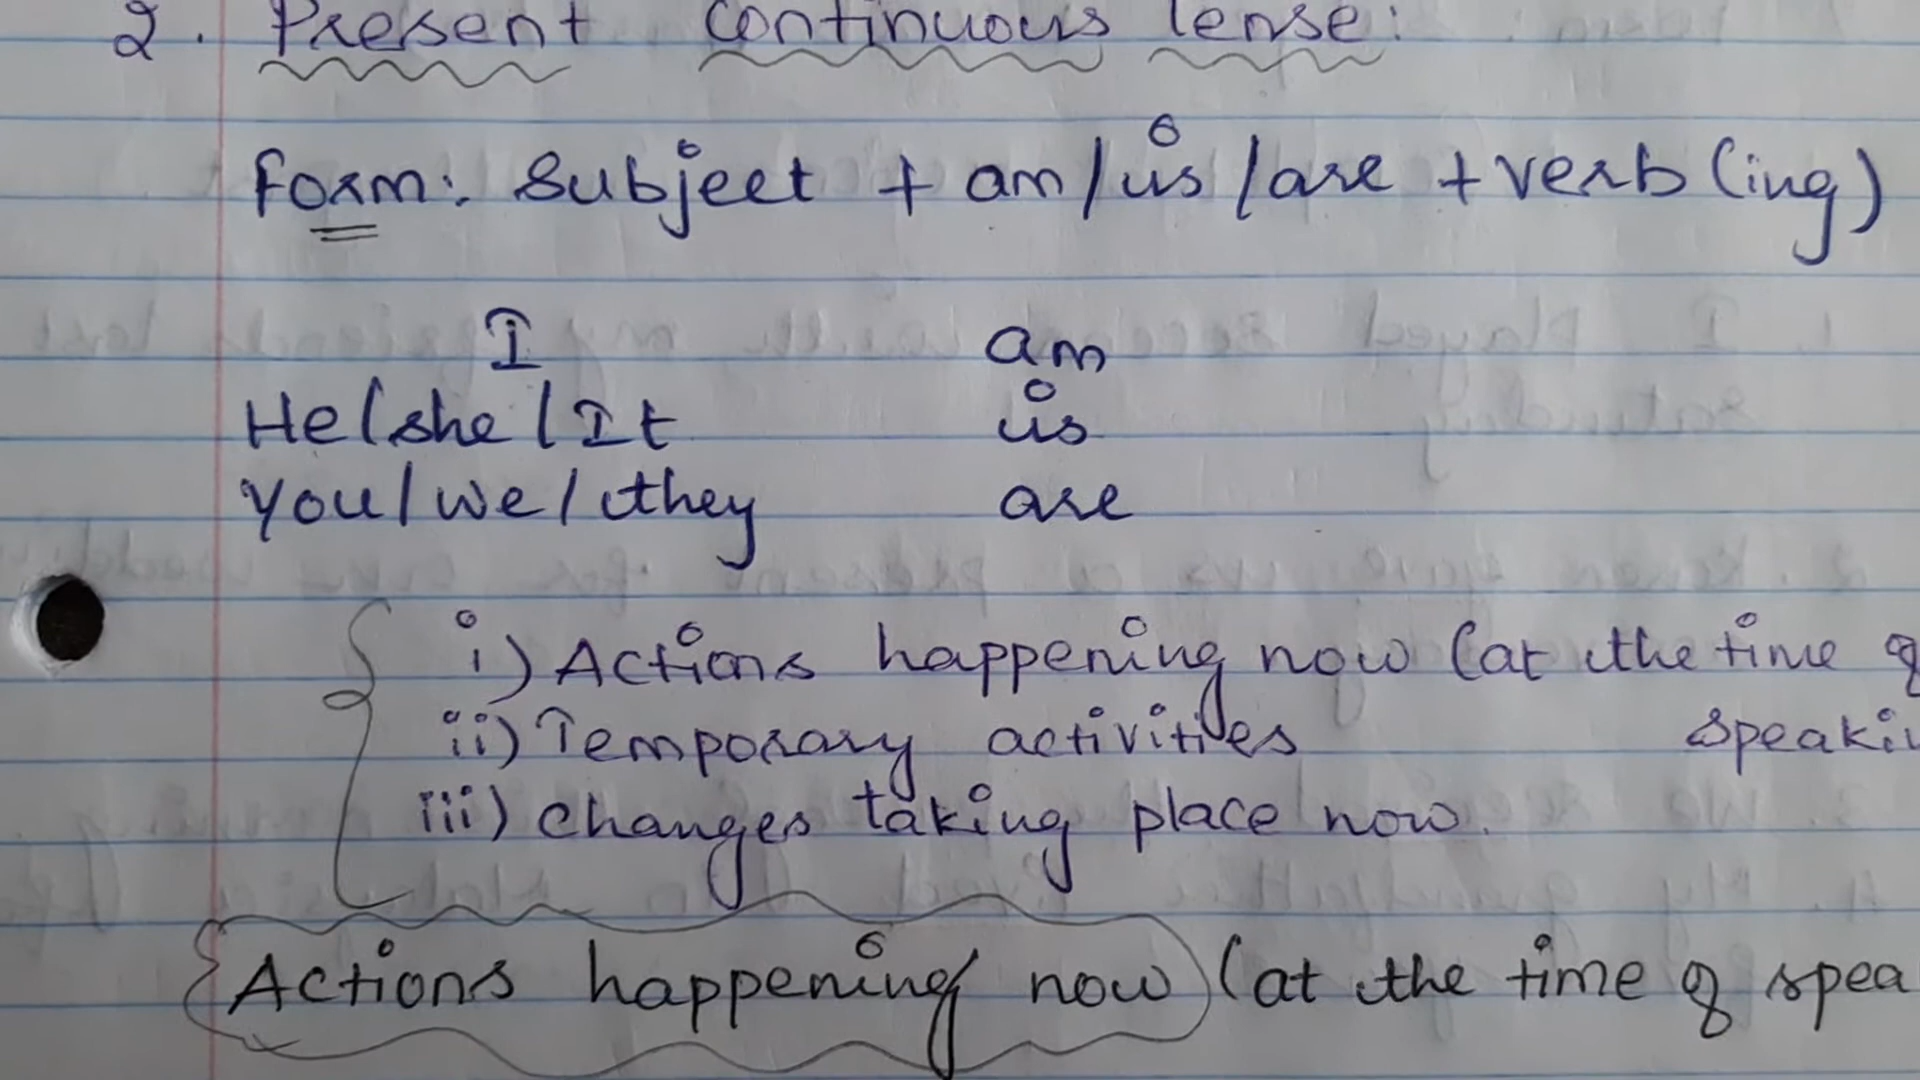 2. Present continuous tense:
Form: Subject + am/is/are + verb (ing)
I am
He/she/It is
You/we/they are
i) Actions happening now (at the time of
speaki
ii) Temporary activities
iii) Changes taking place now.
Actions happening now (at the time of spea